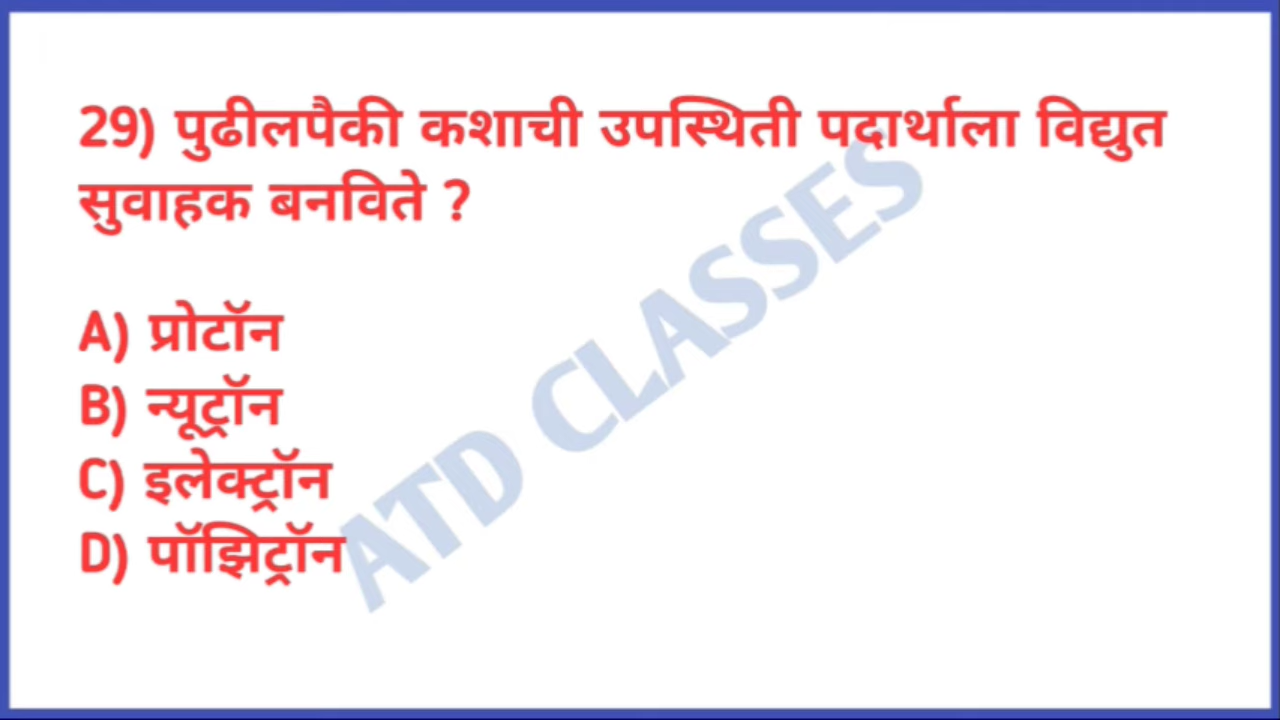 29) पुढीलपैकी कशाची उपस्थिती पदार्थाला विद्युत
सुवाहक बनविते ?
A) प्रोटॉन
B) न्यूट्रॉन
C) इलेक्ट्रॉन
D) पॉझिट्रॉन
ATD CLASSES